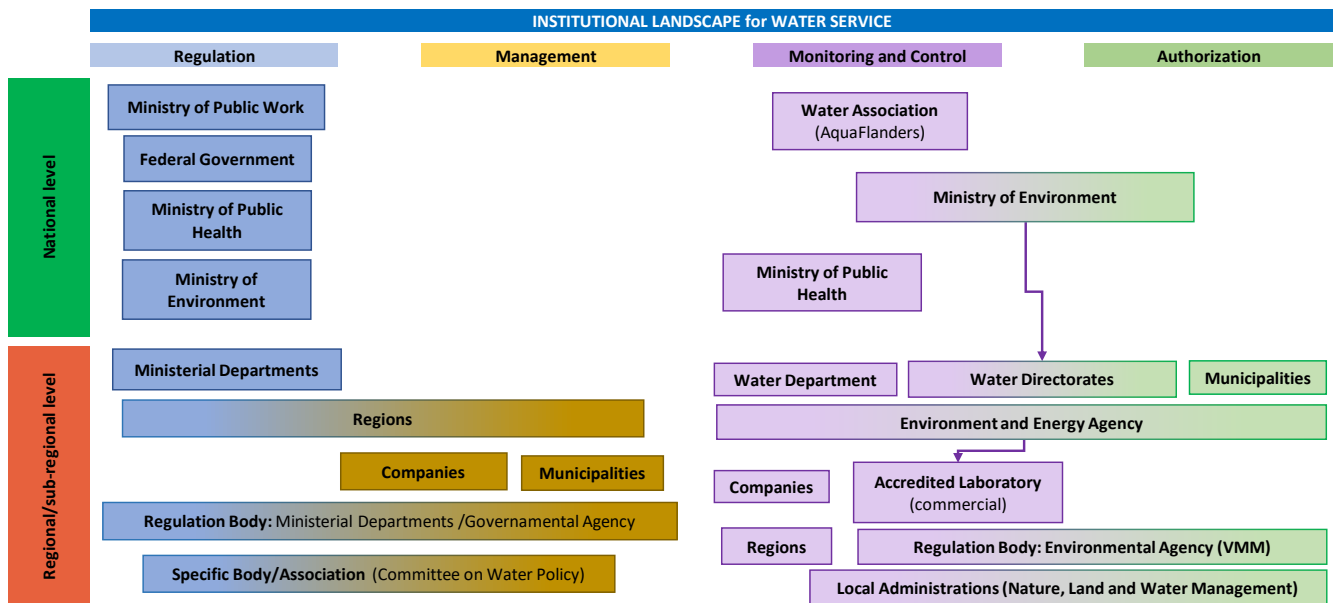 INSTITUTIONAL LANDSCAPE for WATER SERVICE
Regulation
Management
Monitoring and Control
Authorization
National level
Ministry of Public Work
Federal Government
Ministry of Public
Health
Ministry of
Environment
Water Association
(AquaFlanders)
Ministry of Environment
Ministry of Public
Health
Regional/sub-regional level
Ministerial Departments
Regions
Companies
Municipalities
Regulation Body: Ministerial Departments /Governamental Agency
Specific Body/Association (Committee on Water Policy)
Water Department
Water Directorates
Municipalities
Environment and Energy Agency
Companies
Accredited Laboratory
(commercial)
Regions
Regulation Body: Environmental Agency (VMM)
Local Administrations (Nature, Land and Water Management)